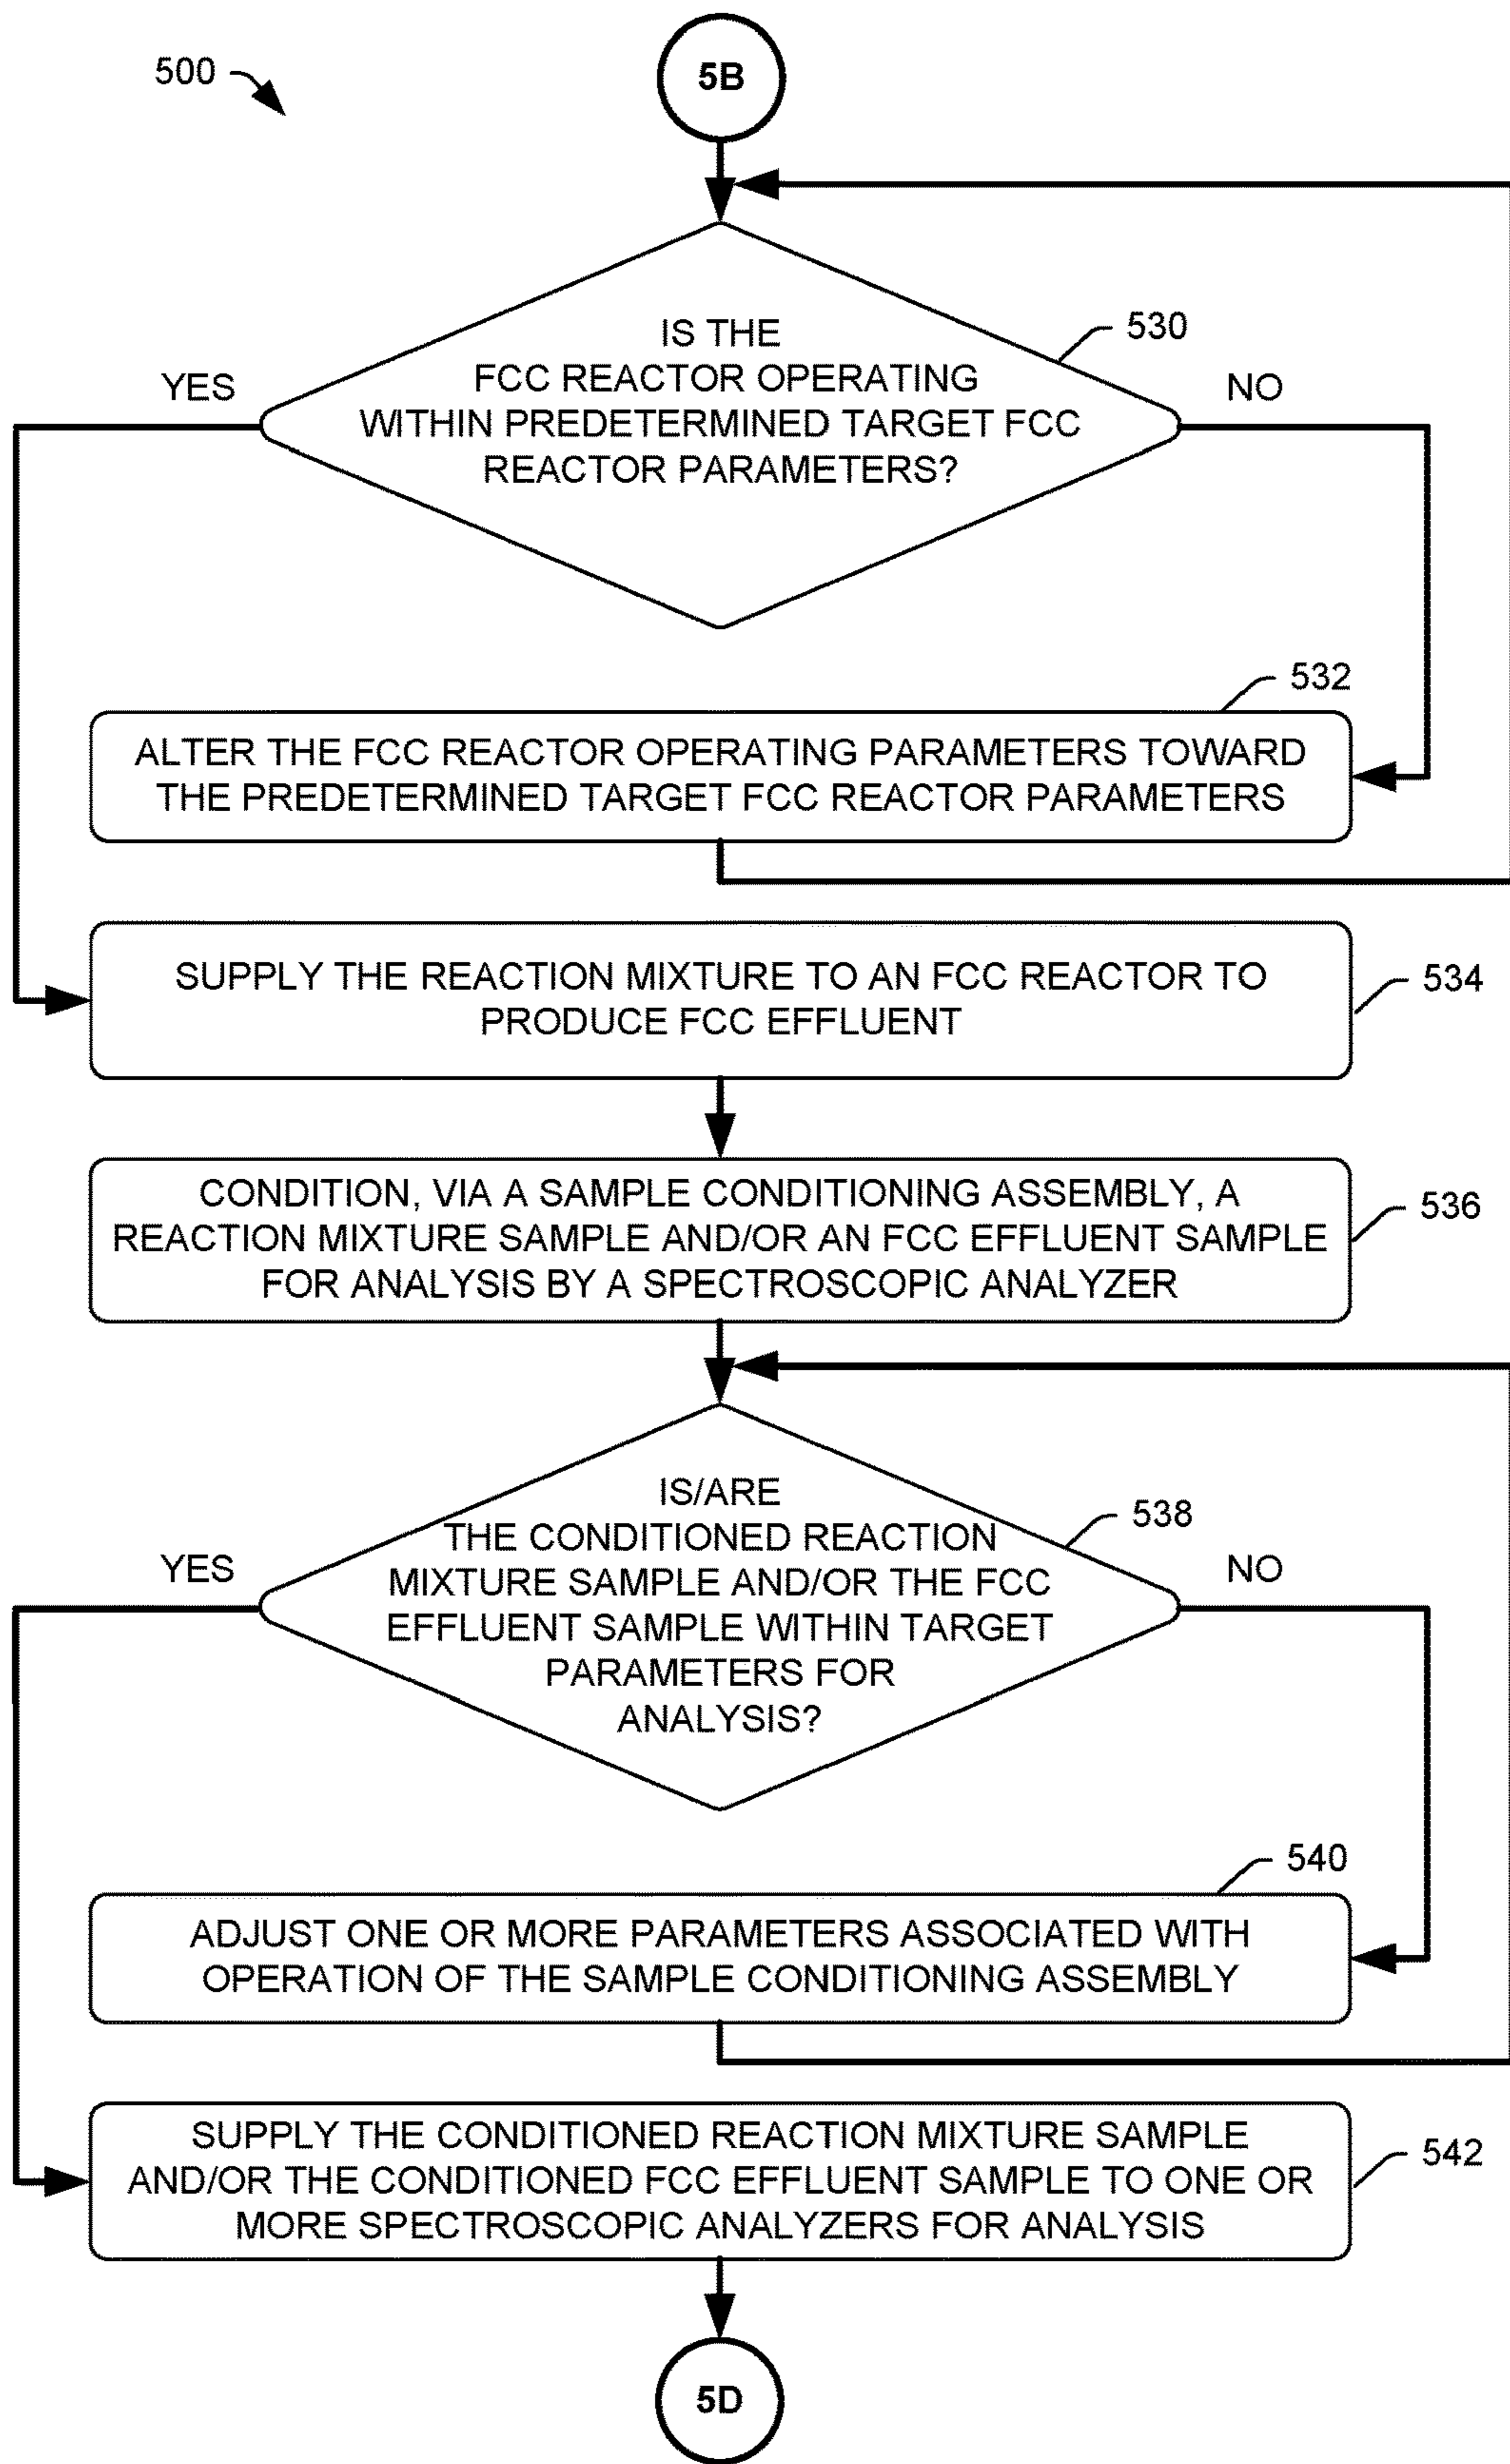 500
5B
IS THE
FCC REACTOR OPERATING
WITHIN PREDETERMINED TARGET FCC
REACTOR PARAMETERS?
530
YES
NO
532
ALTER THE FCC REACTOR OPERATING PARAMETERS TOWARD
THE PREDETERMINED TARGET FCC REACTOR PARAMETERS
SUPPLY THE REACTION MIXTURE TO AN FCC REACTOR TO
PRODUCE FCC EFFLUENT
534
CONDITION, VIA A SAMPLE CONDITIONING ASSEMBLY, A
REACTION MIXTURE SAMPLE AND/OR AN FCC EFFLUENT SAMPLE
FOR ANALYSIS BY A SPECTROSCOPIC ANALYZER
536
IS/ARE
THE CONDITIONED REACTION
MIXTURE SAMPLE AND/OR THE FCC
EFFLUENT SAMPLE WITHIN TARGET
PARAMETERS FOR
ANALYSIS?
538
YES
NO
540
ADJUST ONE OR MORE PARAMETERS ASSOCIATED WITH
OPERATION OF THE SAMPLE CONDITIONING ASSEMBLY
SUPPLY THE CONDITIONED REACTION MIXTURE SAMPLE
AND/OR THE CONDITIONED FCC EFFLUENT SAMPLE TO ONE OR
MORE SPECTROSCOPIC ANALYZERS FOR ANALYSIS
542
5D